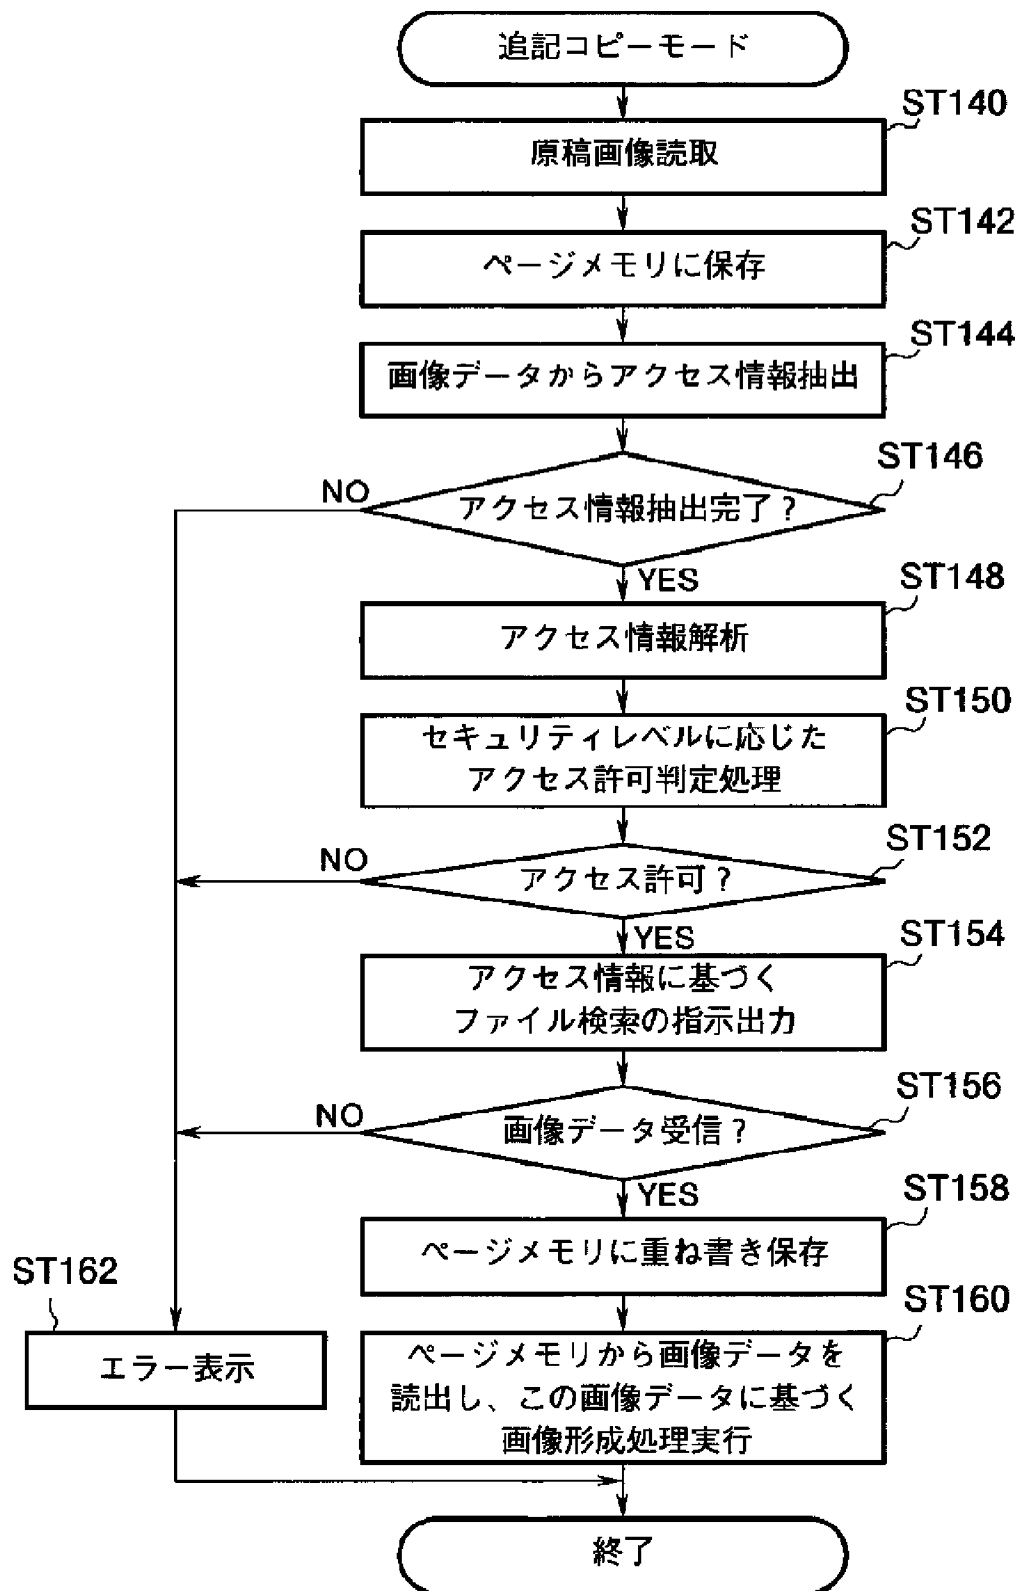 追記コピーモード
ST140
原稿画像読取
ST142
ページメモリに保存
ST144
画像データからアクセス情報抽出
ST146
NO
アクセス情報抽出完了？
YES
ST148
アクセス情報解析
ST150
セキュリティレベルに応じた
アクセス許可判定処理
ST152
NO
アクセス許可？
YES
ST154
アクセス情報に基づく
ファイル検索の指示出力
ST156
NO
画像データ受信？
YES
ST158
ページメモリに重ね書き保存
ST162
ST160
エラー表示
ページメモリから画像データを
読出し、この画像データに基づく
画像形成処理実行
終了